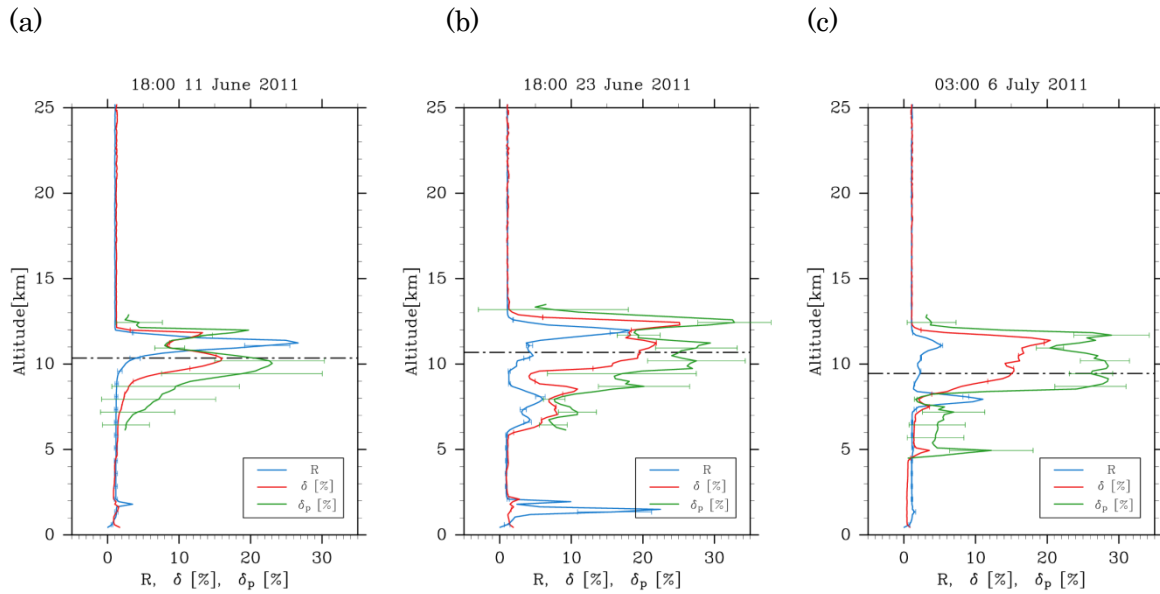 (a)
(b)
(c)
18:00 11 June 2011
18:00 23 June 2011
03:00 6 July 2011
Altitude[km]
25
20
15
10
5
0
R
δ [%]
δp [%]
0 10 20 30
R, δ [%], δp [%]
Altitude[km]
25
20
15
10
5
0
R
δ [%]
δp [%]
0 10 20 30
R, δ [%], δp [%]
Altitude[km]
25
20
15
10
5
0
R
δ [%]
δp [%]
0 10 20 30
R, δ [%], δp [%]